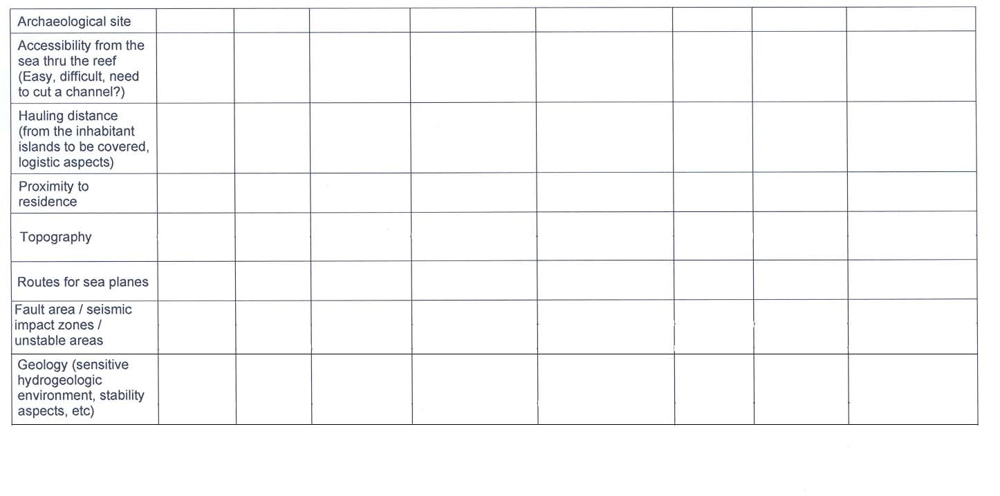 Archaeological site
Accessibility from the
sea thru the reef
(Easy, difficult, need
to cut a channel?)
Hauling distance
(from the inhabitant
islands to be covered,
logistic aspects)
Proximity to
residence
Topography
Routes for sea planes
Fault area / seismic
impact zones /
unstable areas
Geology (sensitive
hydrogeologic
environment, stability
aspects, etc)